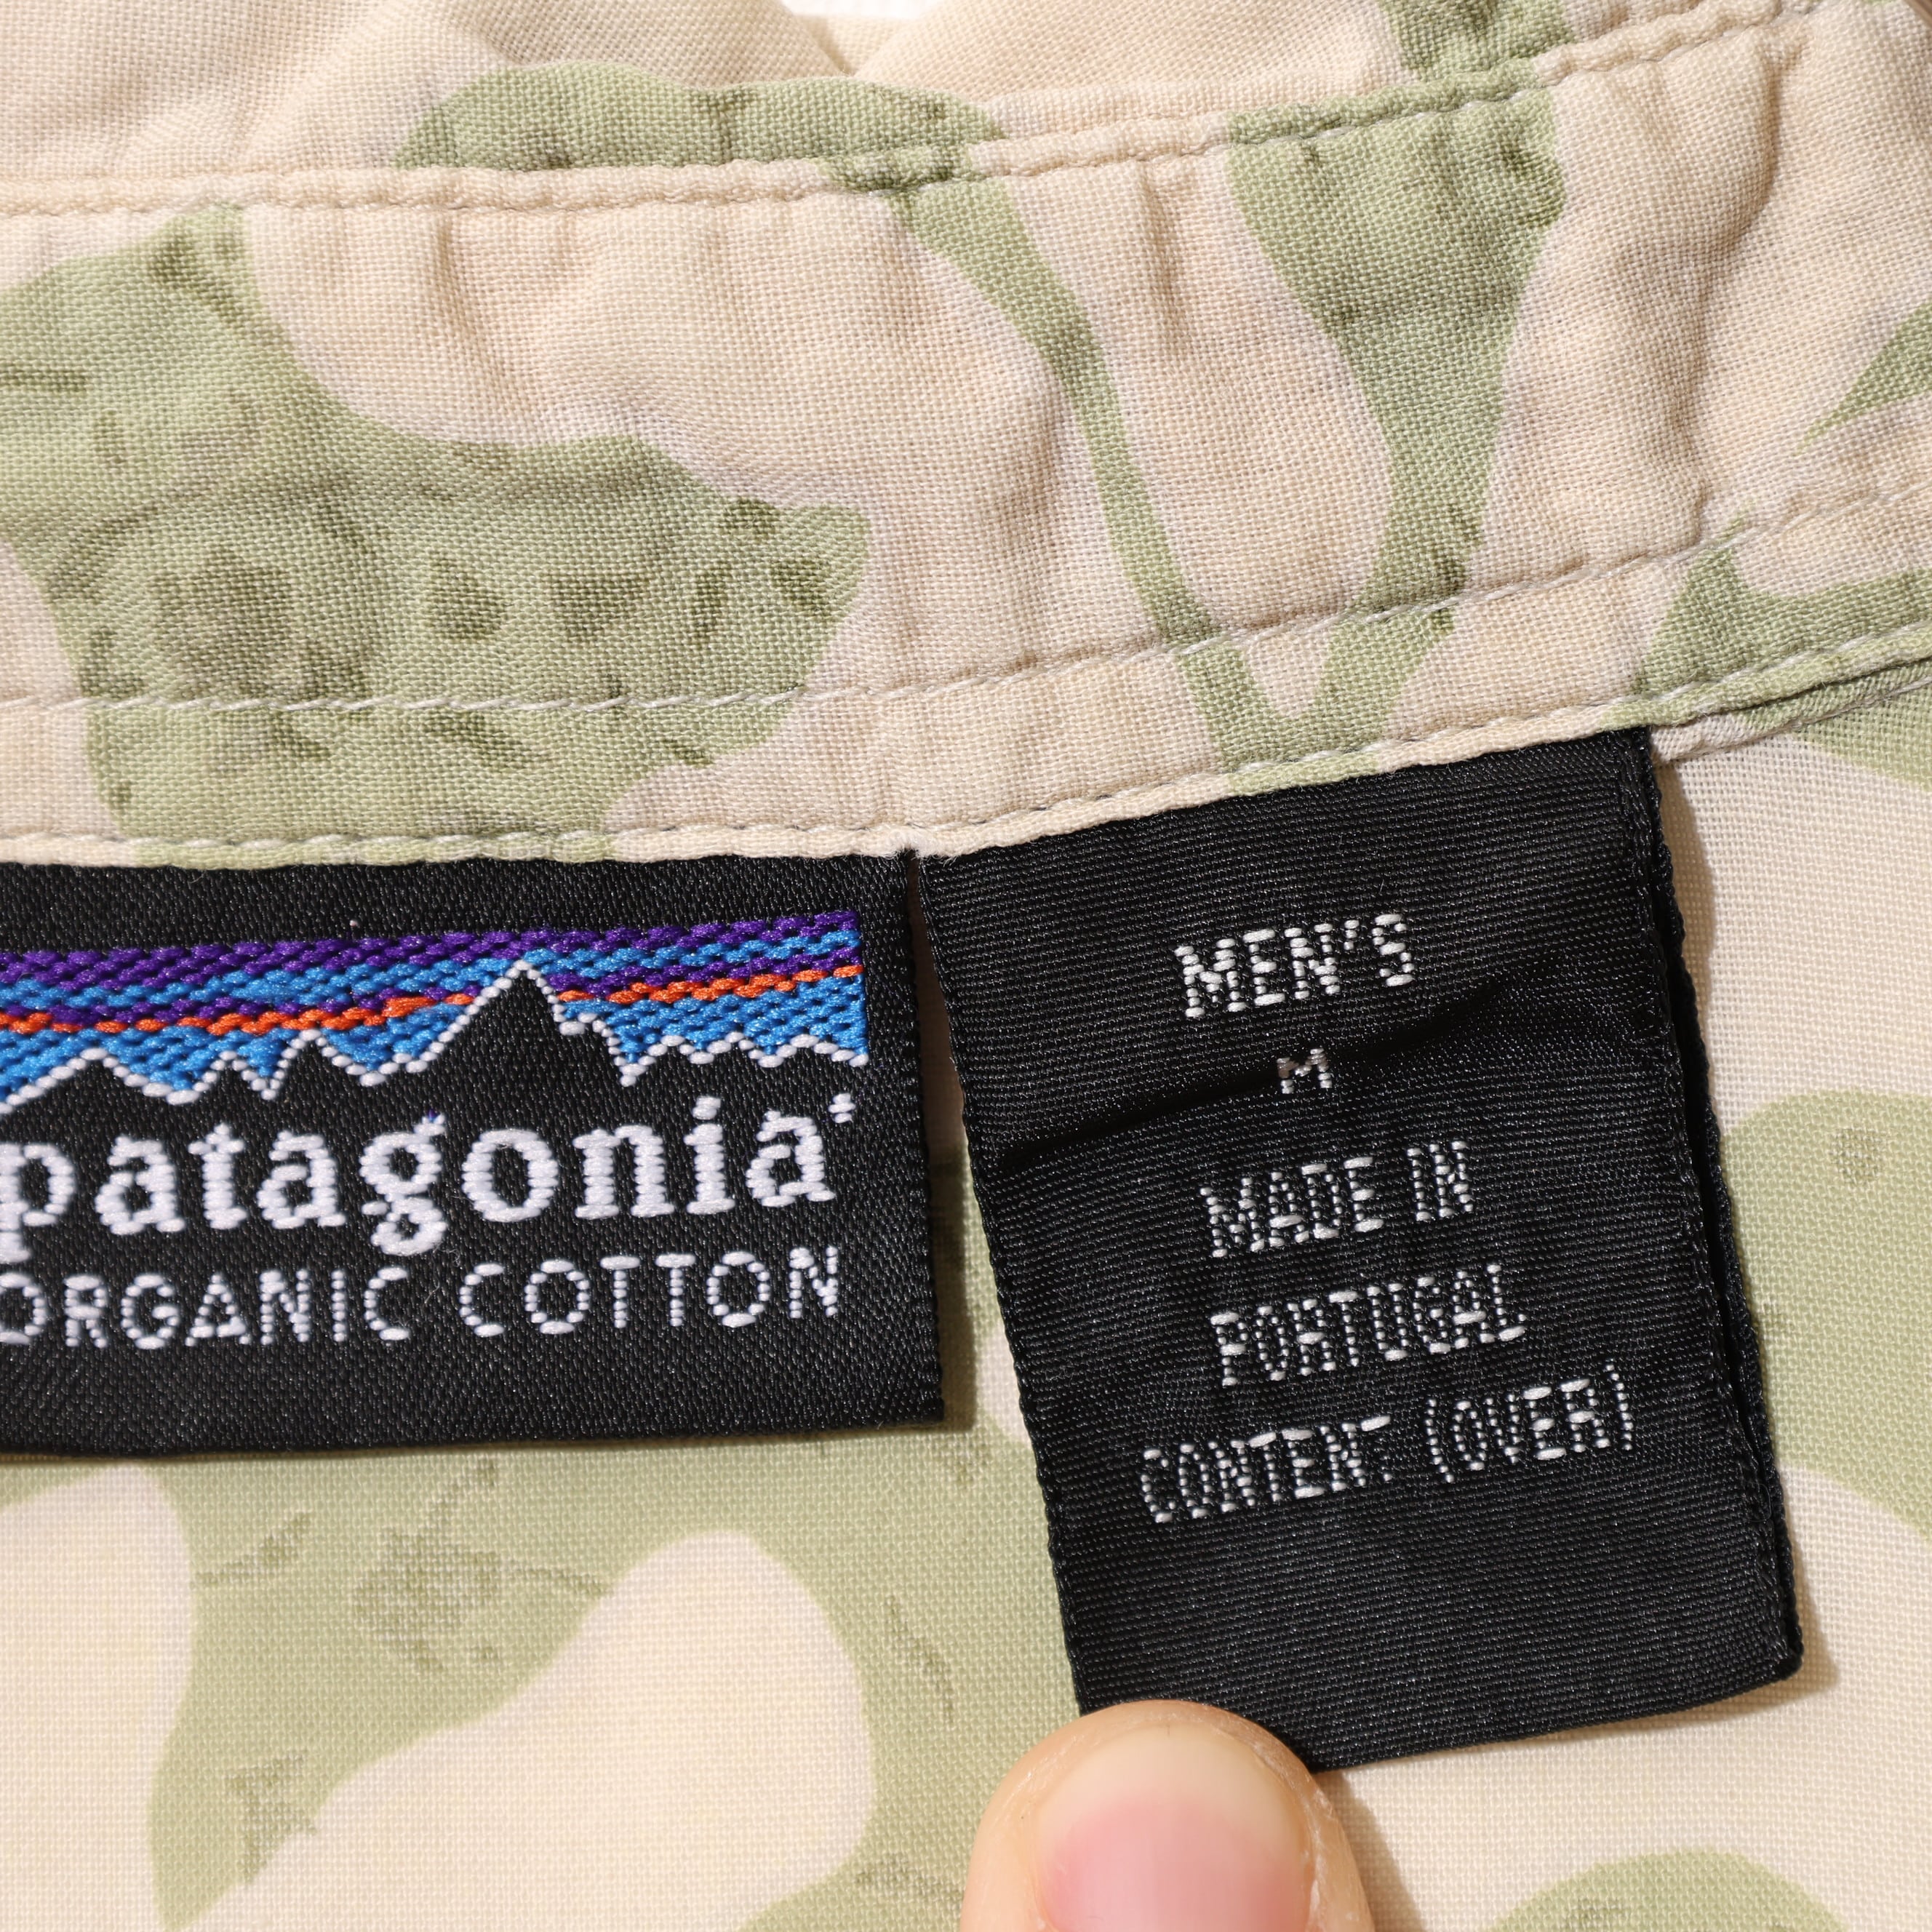 patagonia
ORGANIC COTTON
MEN'S
M
MADE IN
PORTUGAL
CONTENT (OVER)